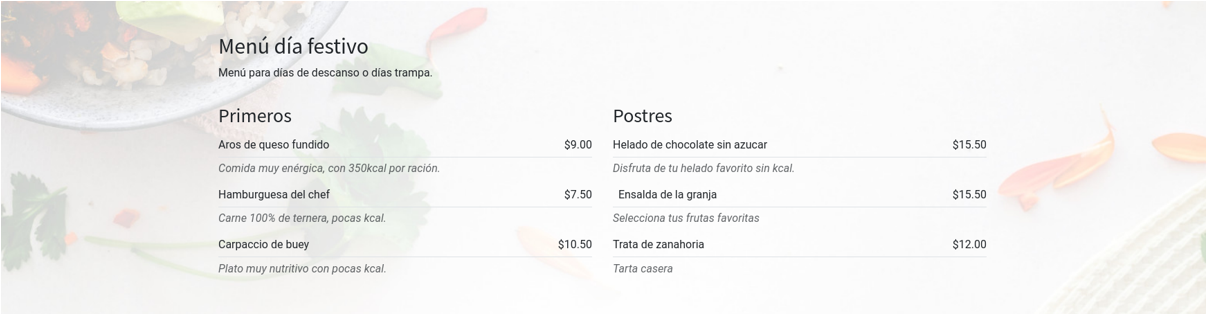 Menú día festivo
Menú para días de descanso o días trampa.
Primeros
Aros de queso fundido $9.00
Comida muy enérgica, con 350kcal por ración.
Hamburguesa del chef $7.50
Carne 100% de ternera, pocas kcal.
Carpaccio de buey $10.50
Plato muy nutritivo con pocas kcal.
Postres
Helado de chocolate sin azucar $15.50
Disfruta de tu helado favorito sin kcal.
Ensalda de la granja $15.50
Selecciona tus frutas favoritas
Trata de zanahoria $12.00
Tarta casera